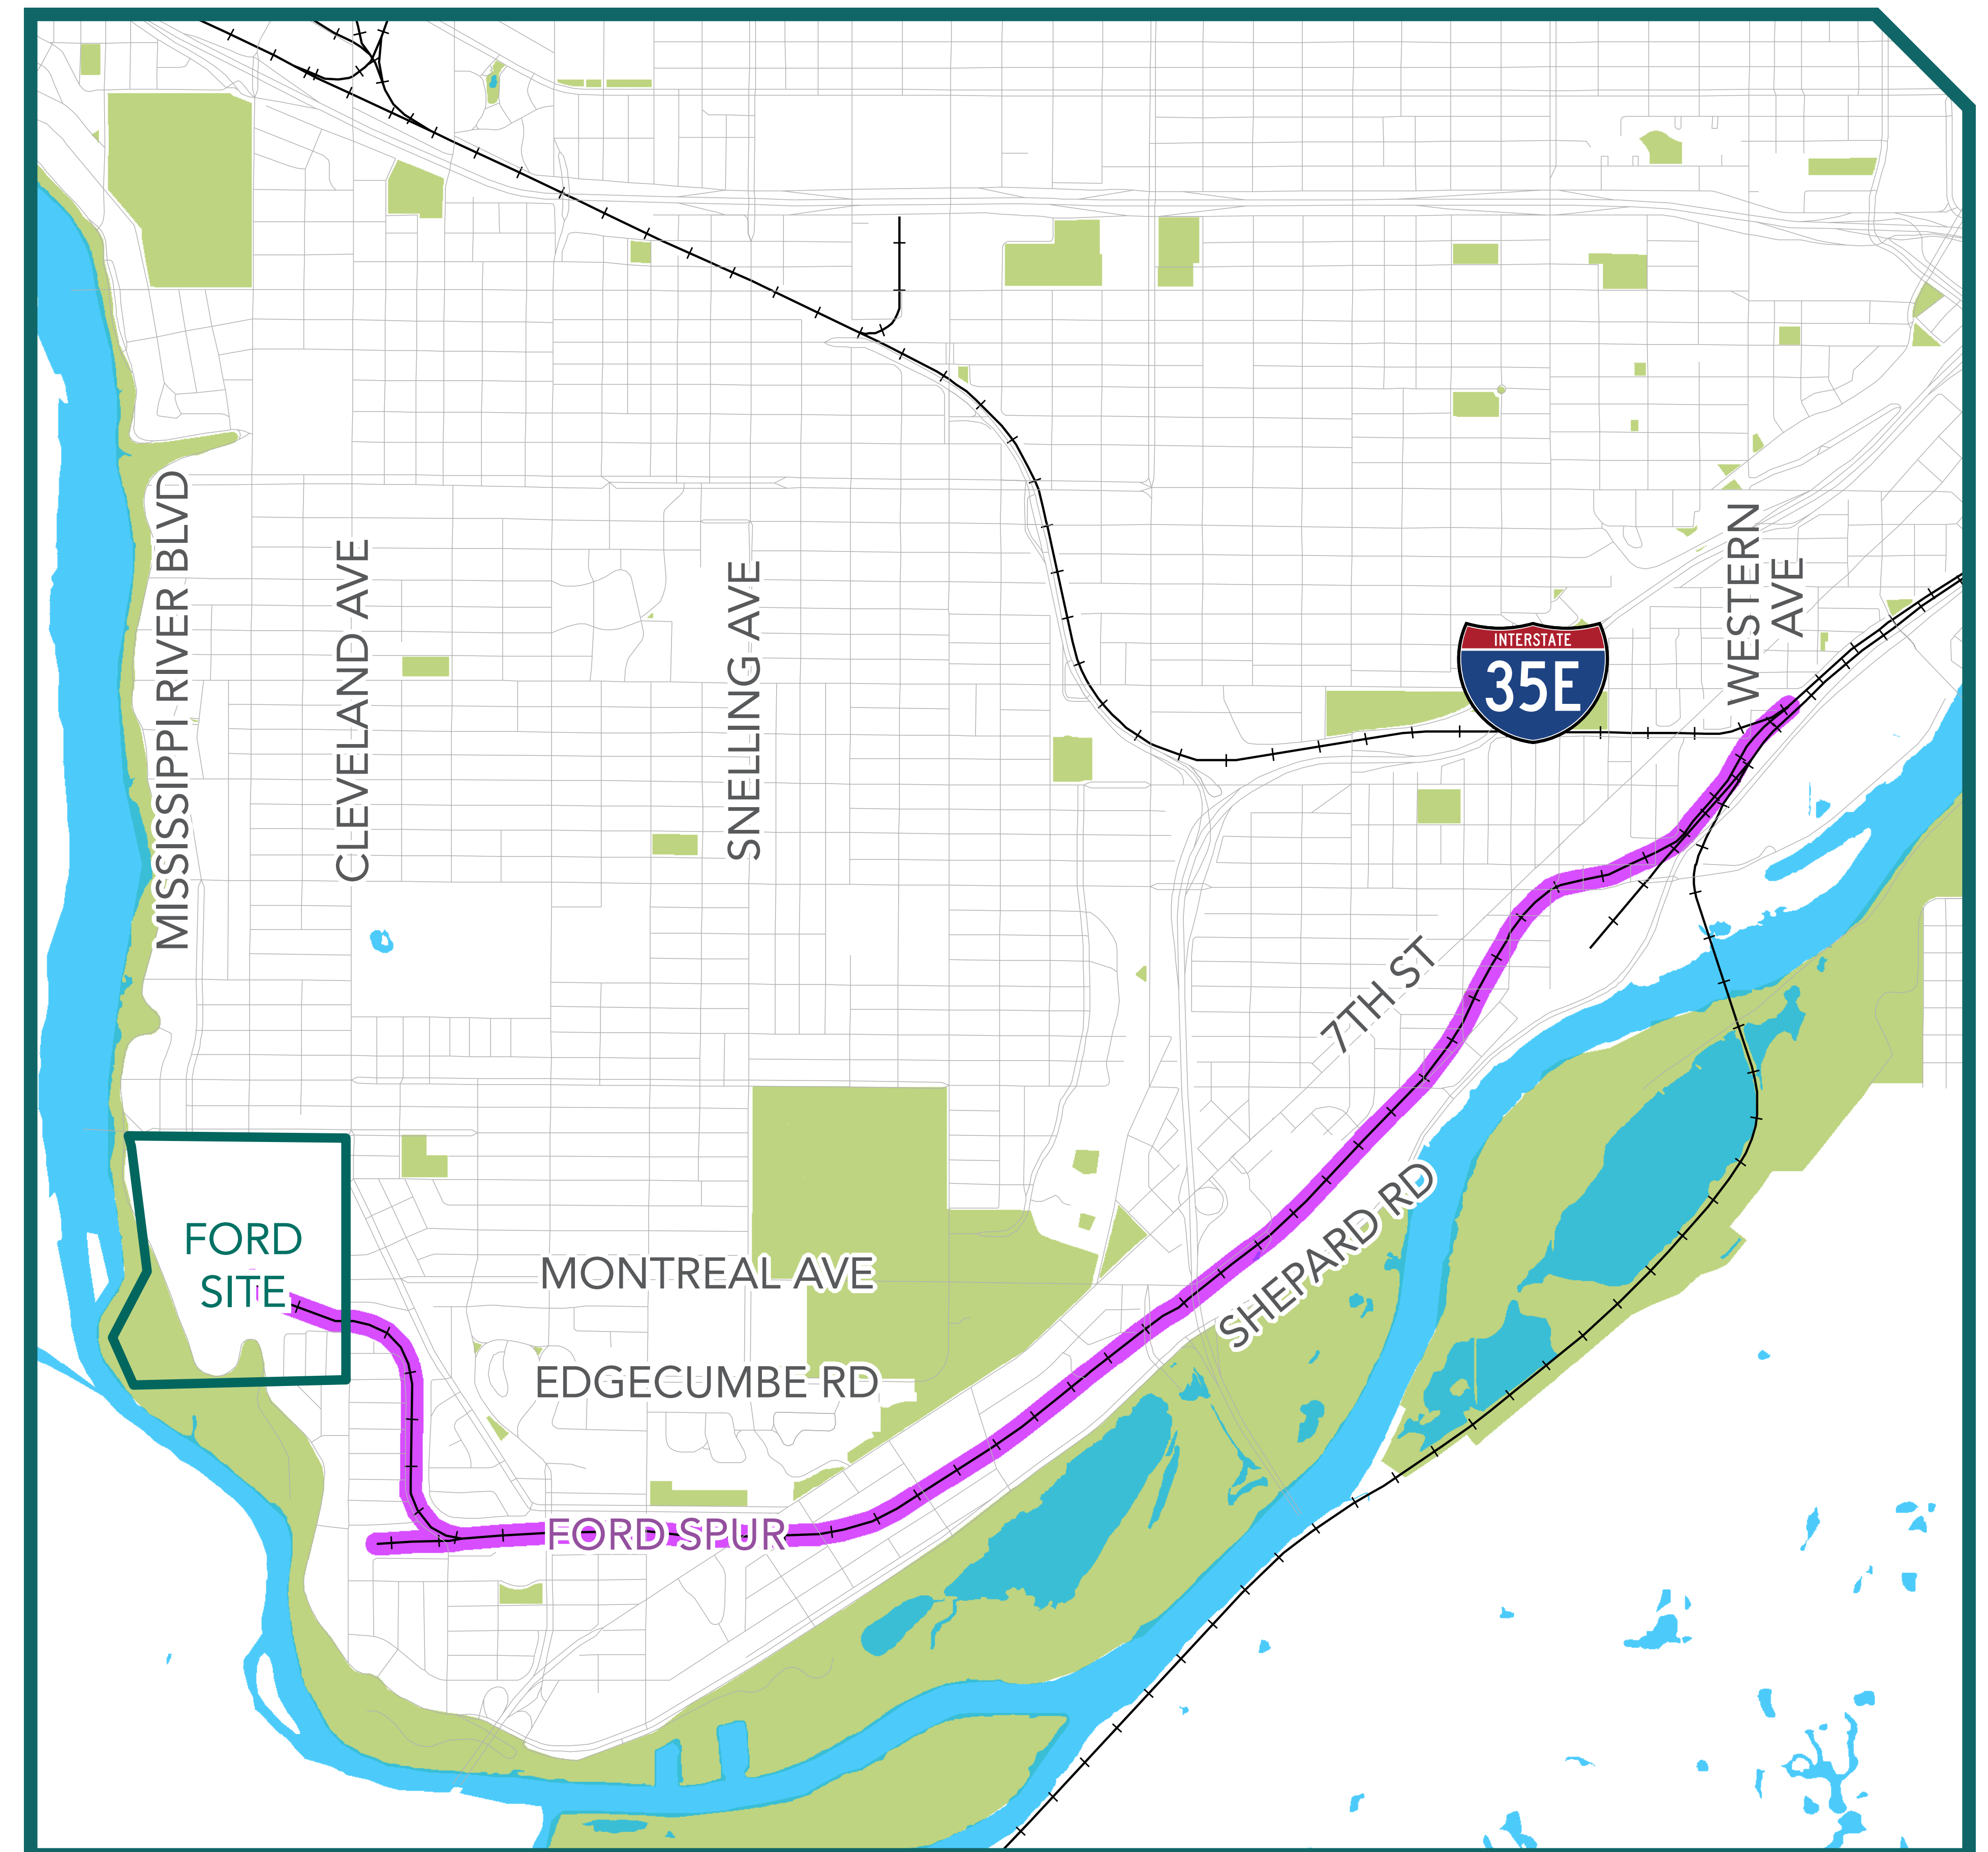 MISSISSIPPI RIVER BLVD
CLEVELAND AVE
SNELLING AVE
WESTERN
AVE
INTERSTATE
35E
7TH ST
SHEPARD RD
FORD
SITE
MONTREAL AVE
EDGECUMBE RD
FORD SPUR